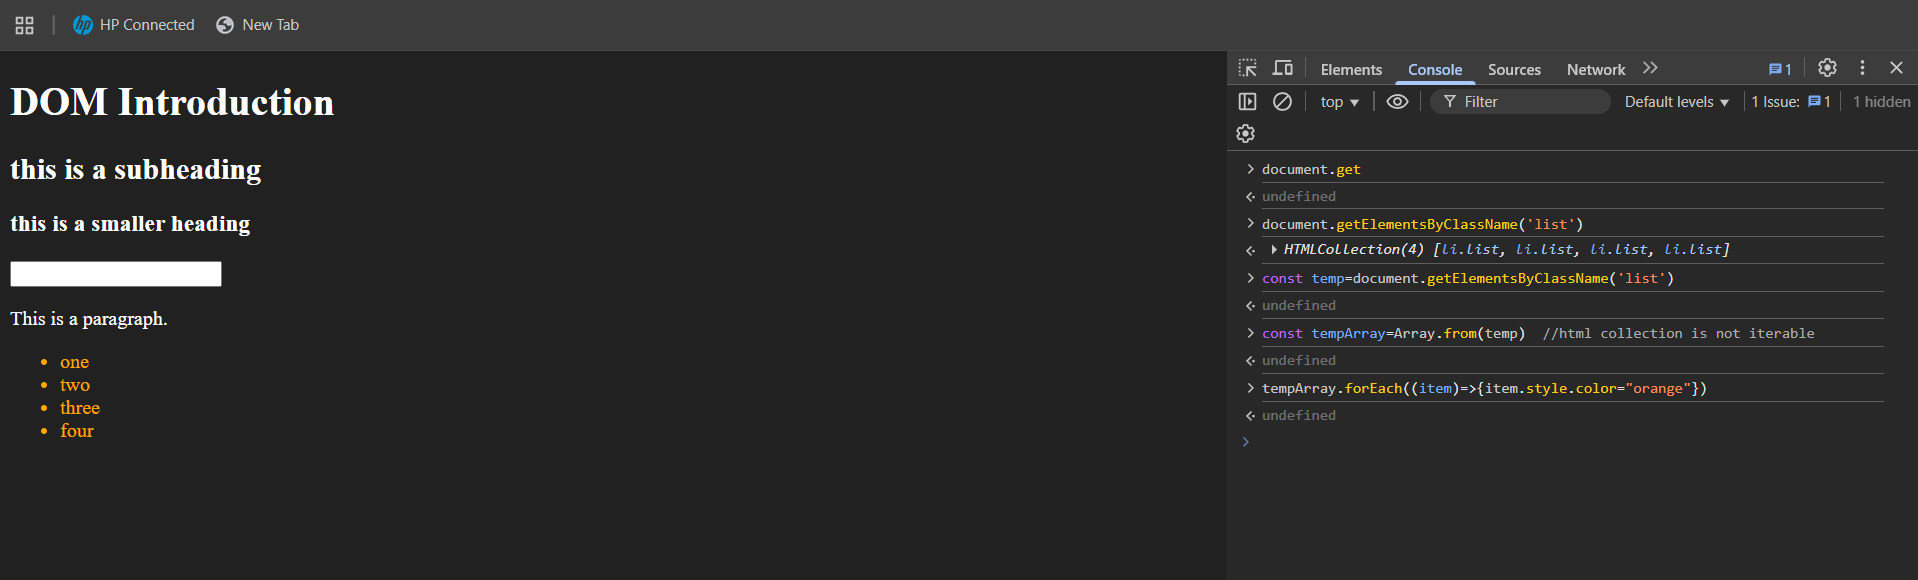 HP Connected
New Tab
DOM Introduction
this is a subheading
this is a smaller heading
This is a paragraph.
one
two
three
four
Elements Console Sources Network 1
top Filter Default levels 1 Issue: 1 1 hidden
document.get
undefined
document.getElementsByClassName('list')
HTMLCollection(4) [li.list, li.list, li.list, li.list]
const temp=document.getElementsByClassName('list')
undefined
const tempArray=Array.from(temp)  //html collection is not iterable
undefined
tempArray.forEach((item)=>{item.style.color="orange"})
undefined